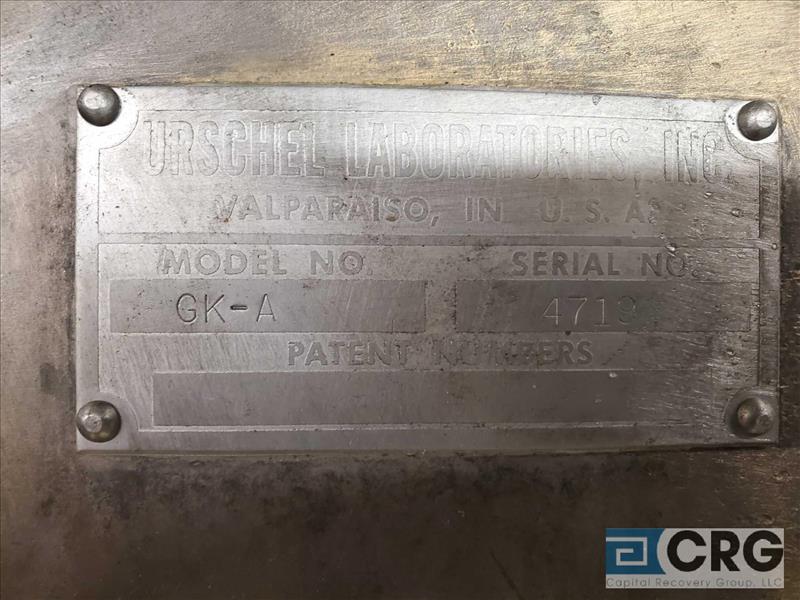 URSCHEL LABORATORIES, INC.
VALPARAISO, IN U. S. A.
MODEL NO. SERIAL NO.
GK-A 4719
PATENT NUMBERS
CRG
Capital Recovery Group, LLC